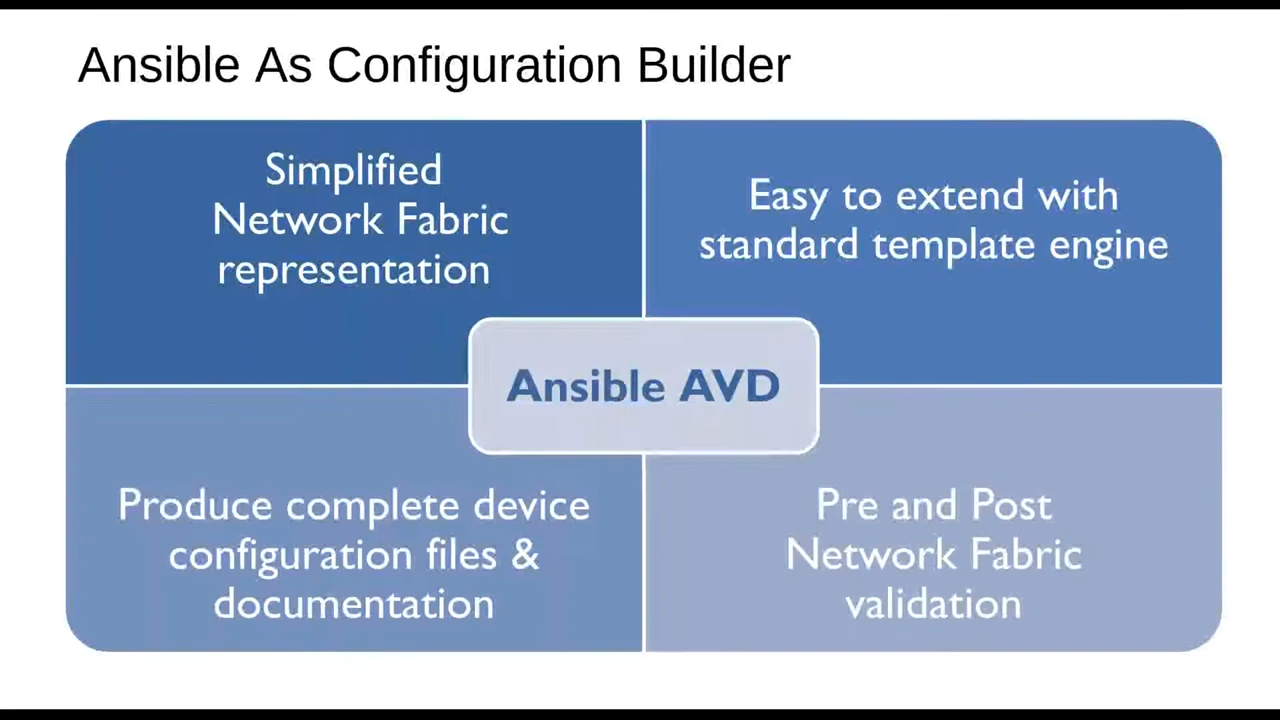 Ansible As Configuration Builder
Simplified
Network Fabric
representation
Easy to extend with
standard template engine
Ansible AVD
Produce complete device
configuration files &
documentation
Pre and Post
Network Fabric
validation